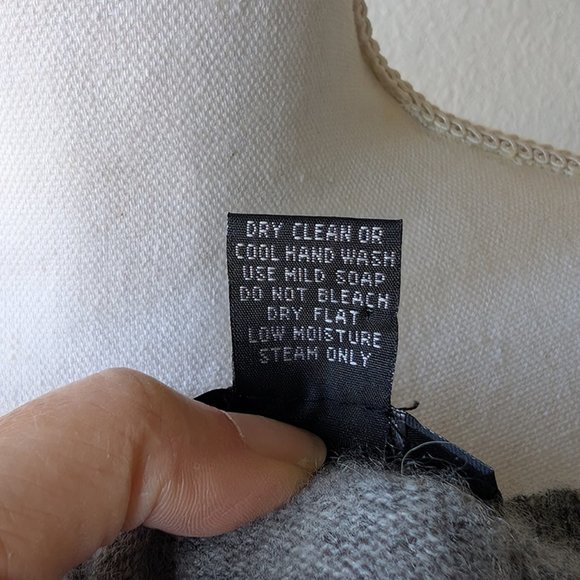 DRY CLEAN OR
COOL HAND WASH
USE MILD SOAP
DO NOT BLEACH
DRY FLAT
LOW MOISTURE
STEAM ONLY